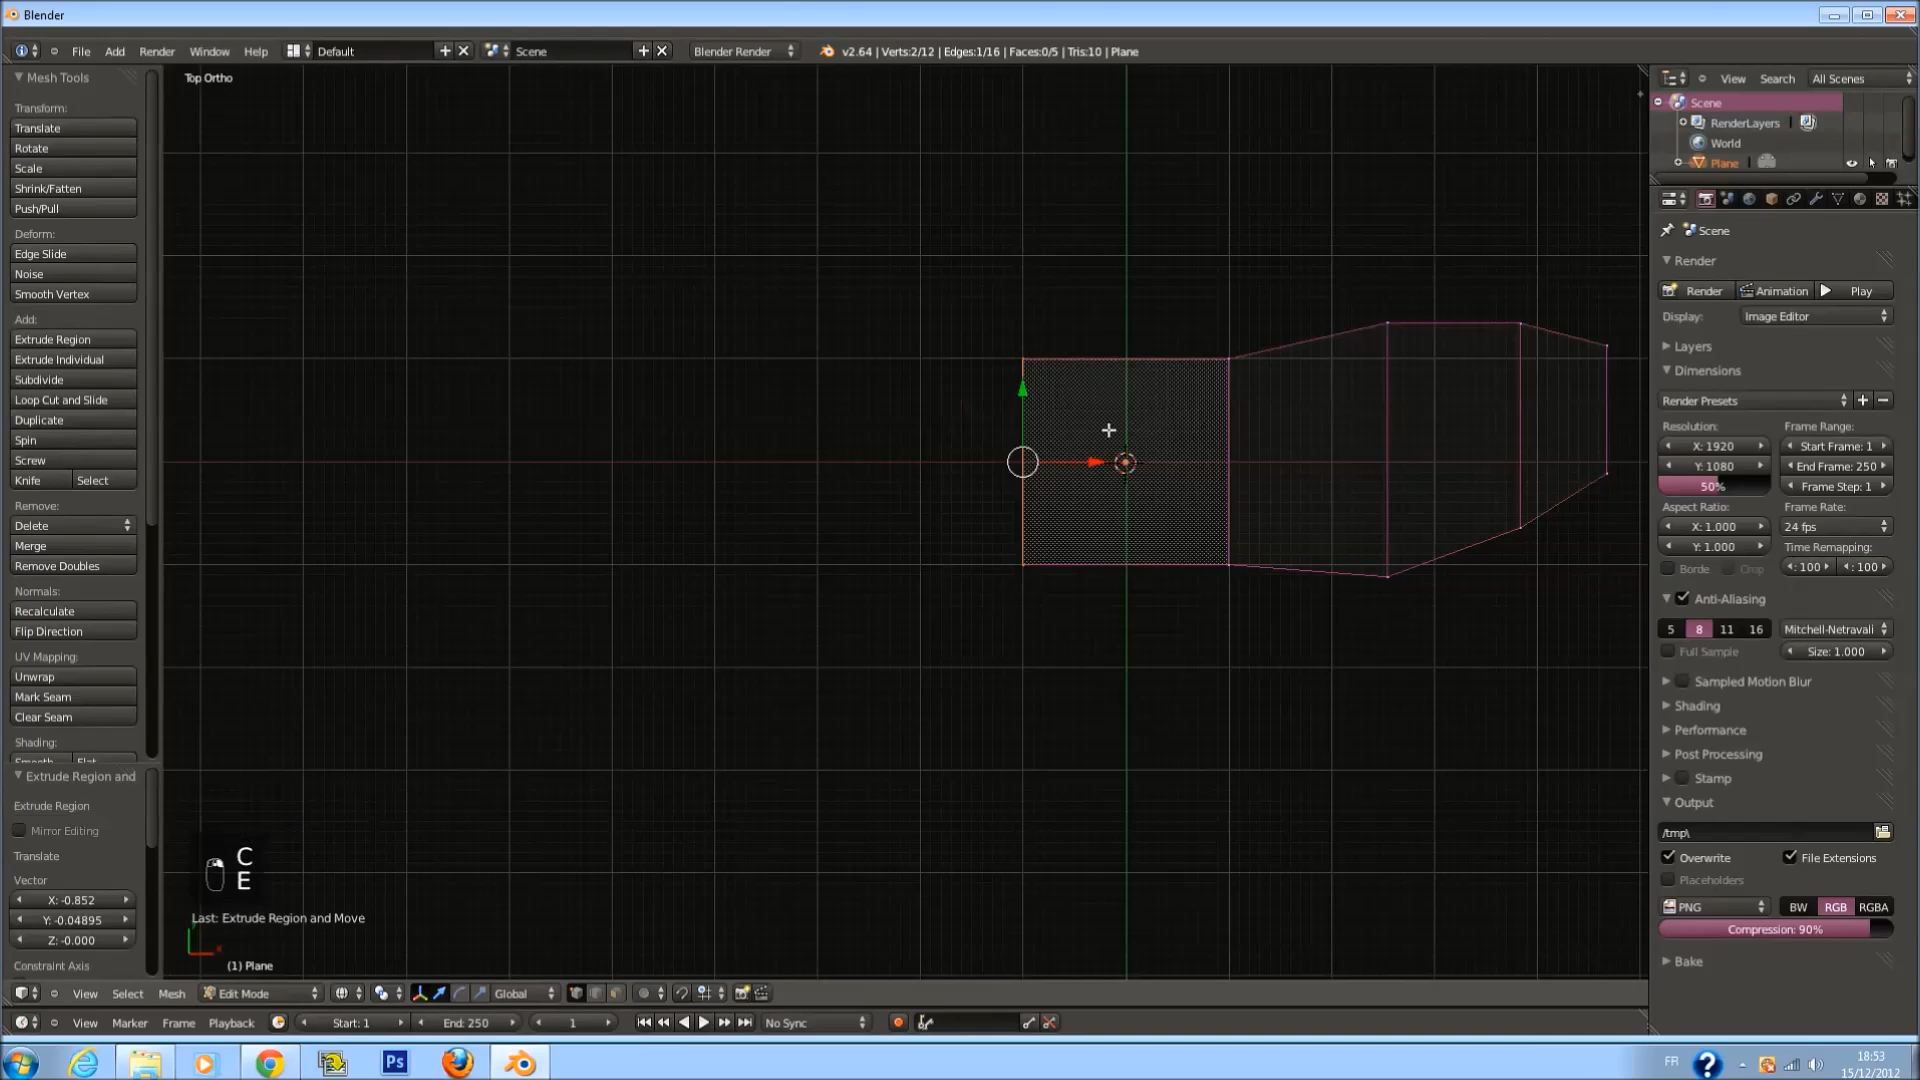 Blender
File Add Render Window Help Default Scene Blender Render v2.64 | Verts:2/12 | Edges:1/16 | Faces:0/5 | Tris:10 | Plane
Mesh Tools
Transform:
Translate
Rotate
Scale
Shrink/Fatten
Push/Pull
Deform:
Edge Slide
Noise
Smooth Vertex
Add:
Extrude Region
Extrude Individual
Subdivide
Loop Cut and Slide
Duplicate
Spin
Screw
Knife Select
Remove:
Delete
Merge
Remove Doubles
Normals:
Recalculate
Flip Direction
UV Mapping:
Unwrap
Mark Seam
Clear Seam
Shading:
Smooth Flat
Extrude Region and
Extrude Region
Mirror Editing
Translate
Vector
X: -0.852
Y: -0.04895
Z: -0.000
Constraint Axis
Top Ortho
C
E
Last: Extrude Region and Move
(1) Plane
View Select Mesh Edit Mode Global
View Marker Frame Playback Start: 1 End: 250 1 No Sync
View Search All Scenes
Scene
RenderLayers |
World
Plane |
Scene
Render
Render Animation Play
Display: Image Editor
Layers
Dimensions
Render Presets
Resolution: Frame Range:
X: 1920 Start Frame: 1
Y: 1080 End Frame: 250
50% Frame Step: 1
Aspect Ratio: Frame Rate:
X: 1.000 24 fps
Y: 1.000 Time Remapping:
Borde Crop : 100 : 100
Anti-Aliasing
5 8 11 16 Mitchell-Netravali
Full Sample Size: 1.000
Sampled Motion Blur
Shading
Performance
Post Processing
Stamp
Output
/tmp\
Overwrite File Extensions
Placeholders
PNG BW RGB RGBA
Compression: 90%
Bake
Ps
FR
18:53
15/12/2012